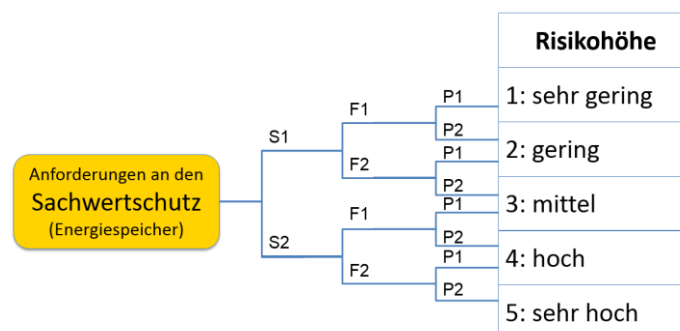 Risikohöhe
P1
1: sehr gering
F1
P2
S1
P1
2: gering
F2
Anforderungen an den
P2
Sachwertschutz
P1
3: mittel
F1
(Energiespeicher)
P2
S2
P1
4: hoch
F2
P2
5: sehr hoch